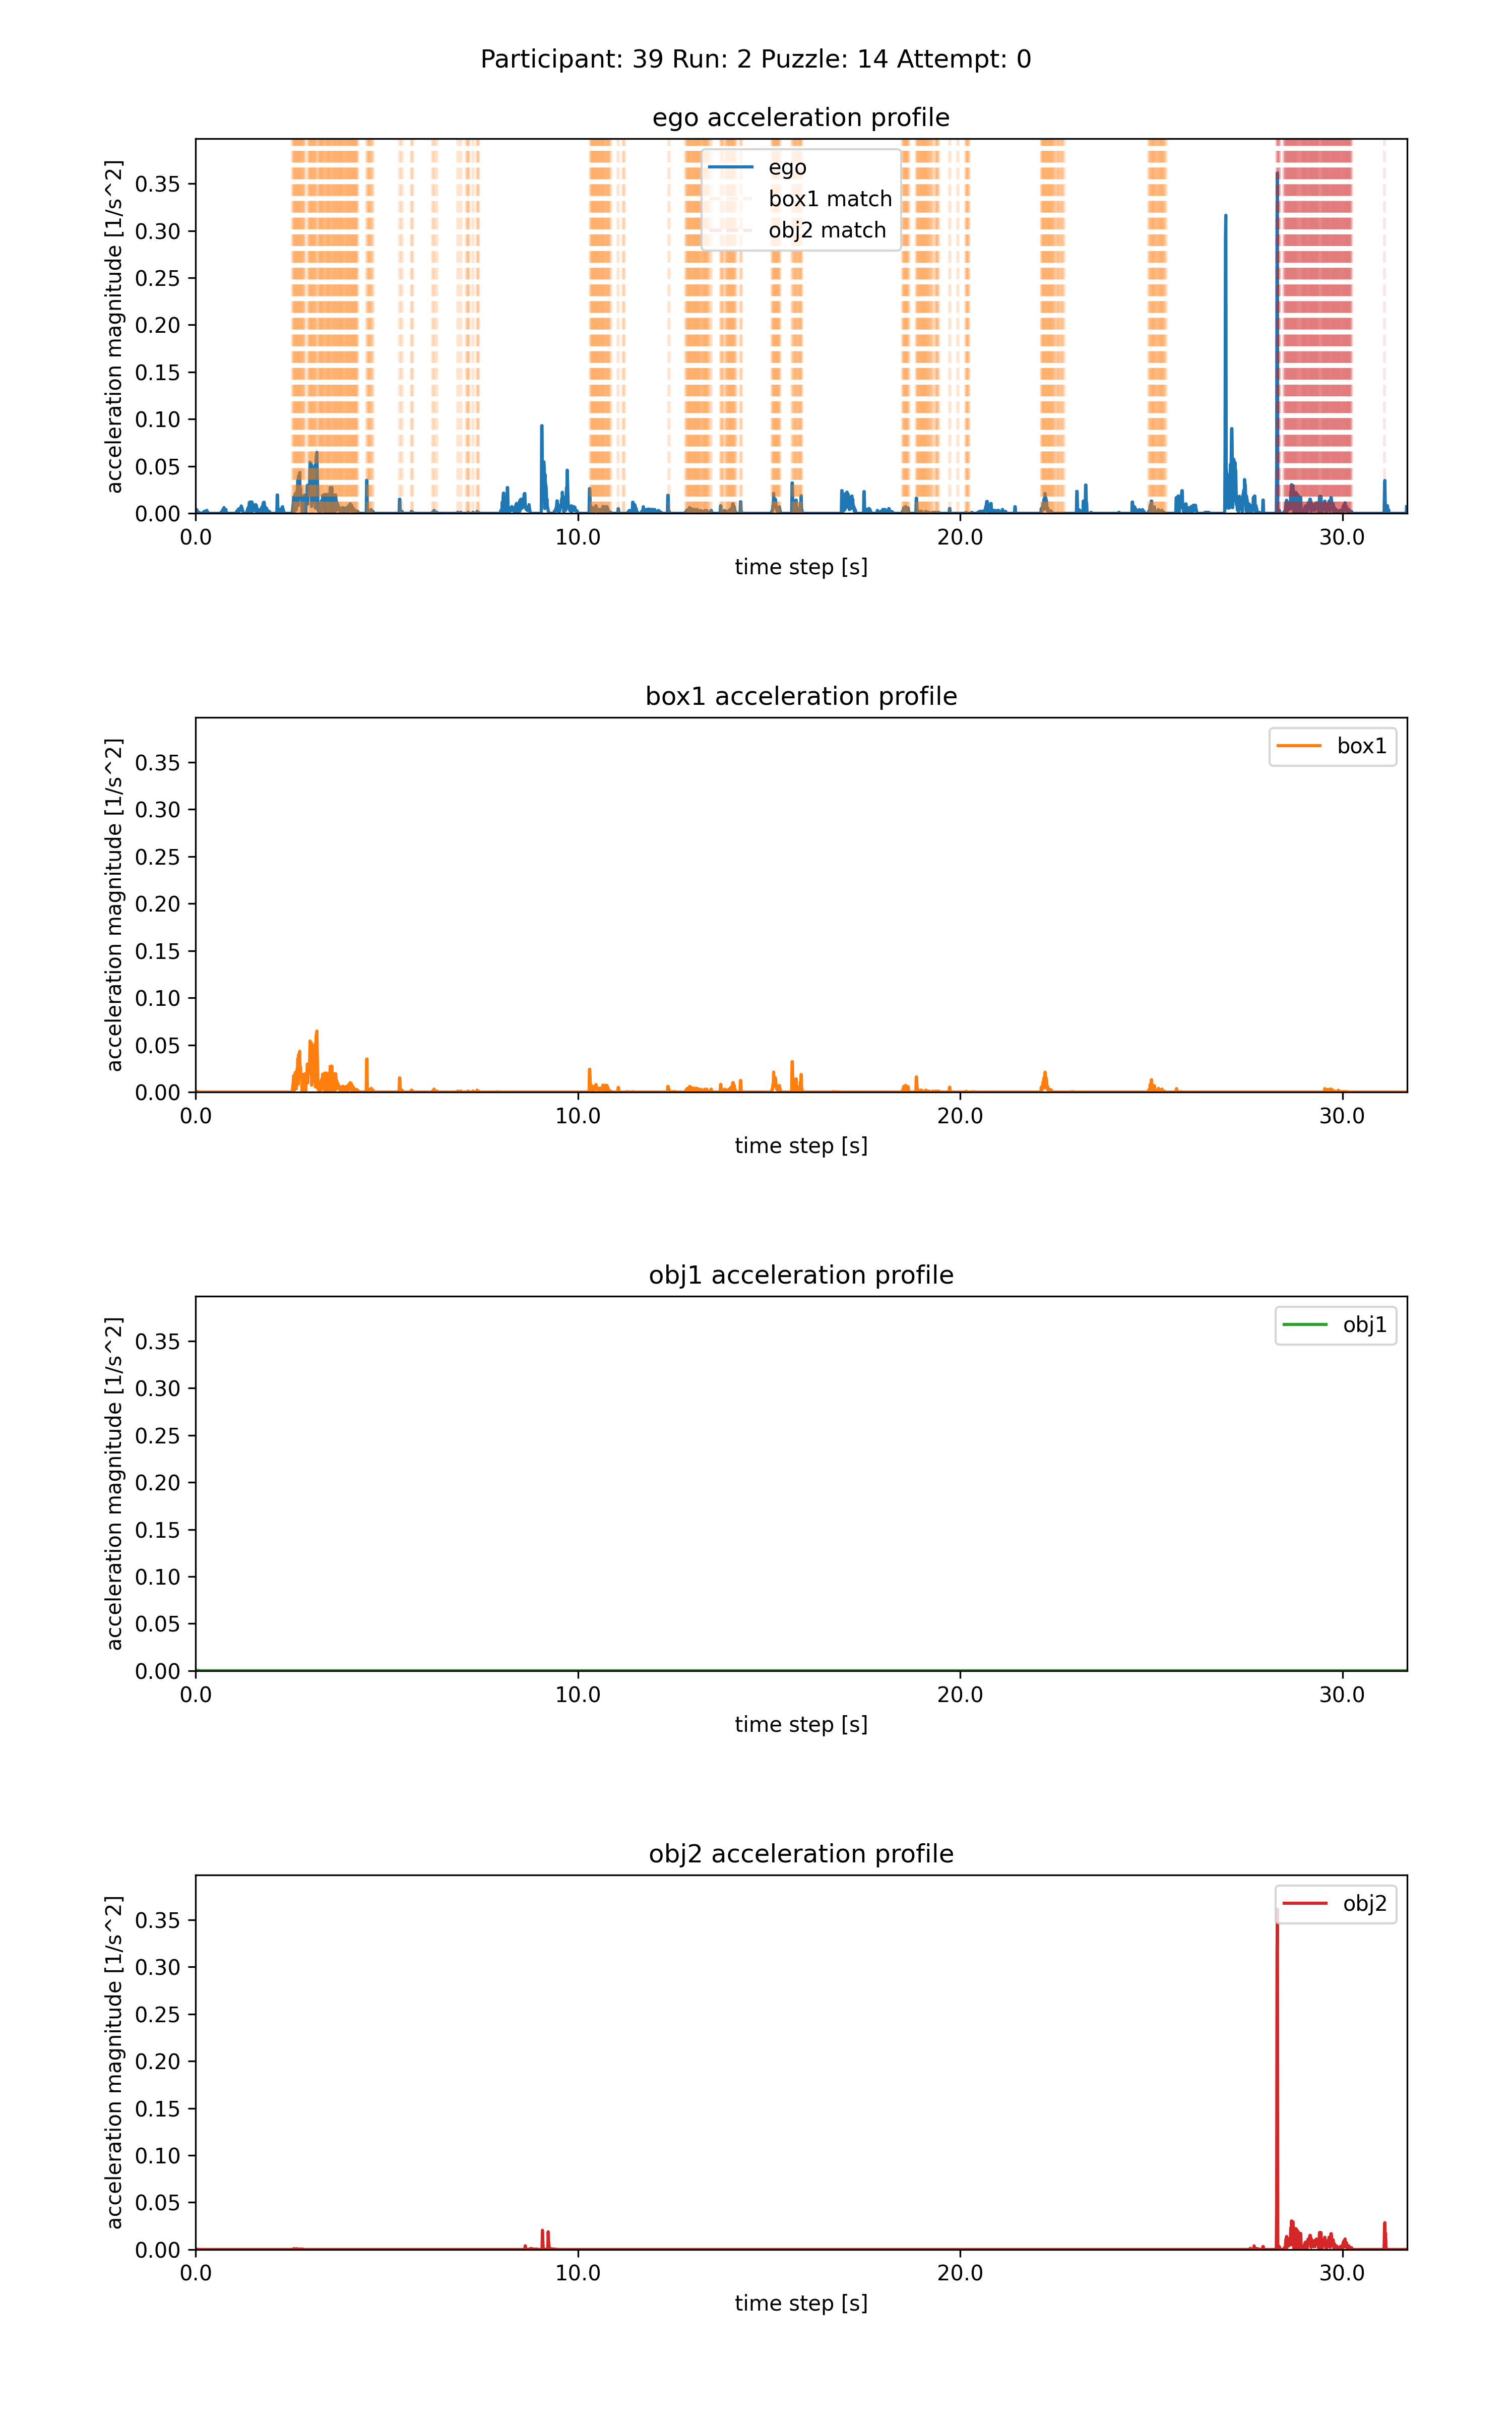 Participant: 39 Run: 2 Puzzle: 14 Attempt: 0
ego acceleration profile
acceleration magnitude [1/s^2]
0.35
0.30
0.25
0.20
0.15
0.10
0.05
0.00
ego
box1 match
obj2 match
0.0 10.0 20.0 30.0
time step [s]
box1 acceleration profile
acceleration magnitude [1/s^2]
0.35
0.30
0.25
0.20
0.15
0.10
0.05
0.00
box1
0.0 10.0 20.0 30.0
time step [s]
obj1 acceleration profile
acceleration magnitude [1/s^2]
0.35
0.30
0.25
0.20
0.15
0.10
0.05
0.00
obj1
0.0 10.0 20.0 30.0
time step [s]
obj2 acceleration profile
acceleration magnitude [1/s^2]
0.35
0.30
0.25
0.20
0.15
0.10
0.05
0.00
obj2
0.0 10.0 20.0 30.0
time step [s]